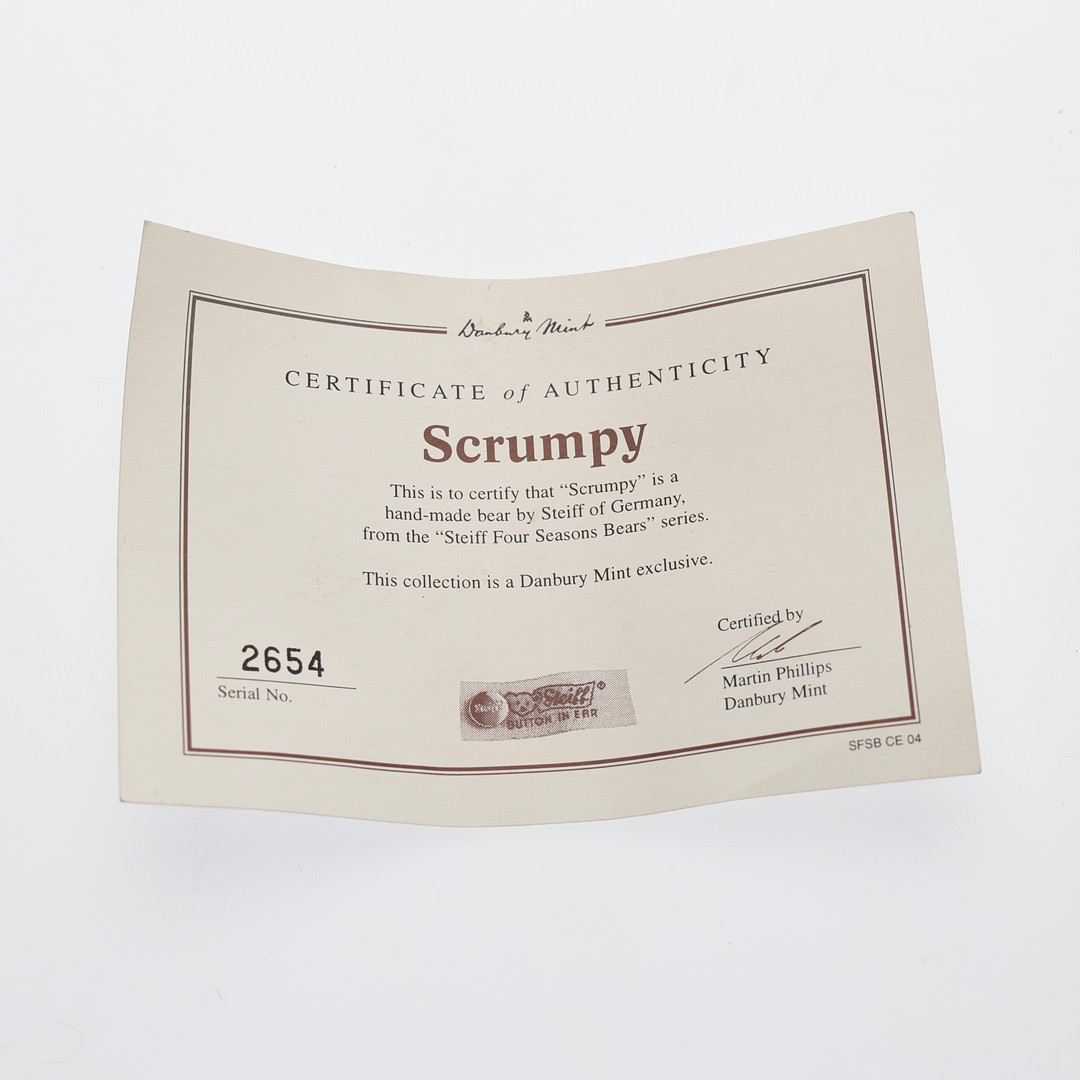 Danbury Mint
CERTIFICATE of AUTHENTICITY
Scrumpy
This is to certify that “Scrumpy” is a
hand-made bear by Steiff of Germany,
from the “Steiff Four Seasons Bears” series.
This collection is a Danbury Mint exclusive.
2654
Serial No.
Steiff
Steiff
BUTTON IN EAR
Certified by
Martin Phillips
Danbury Mint
SFSB CE 04